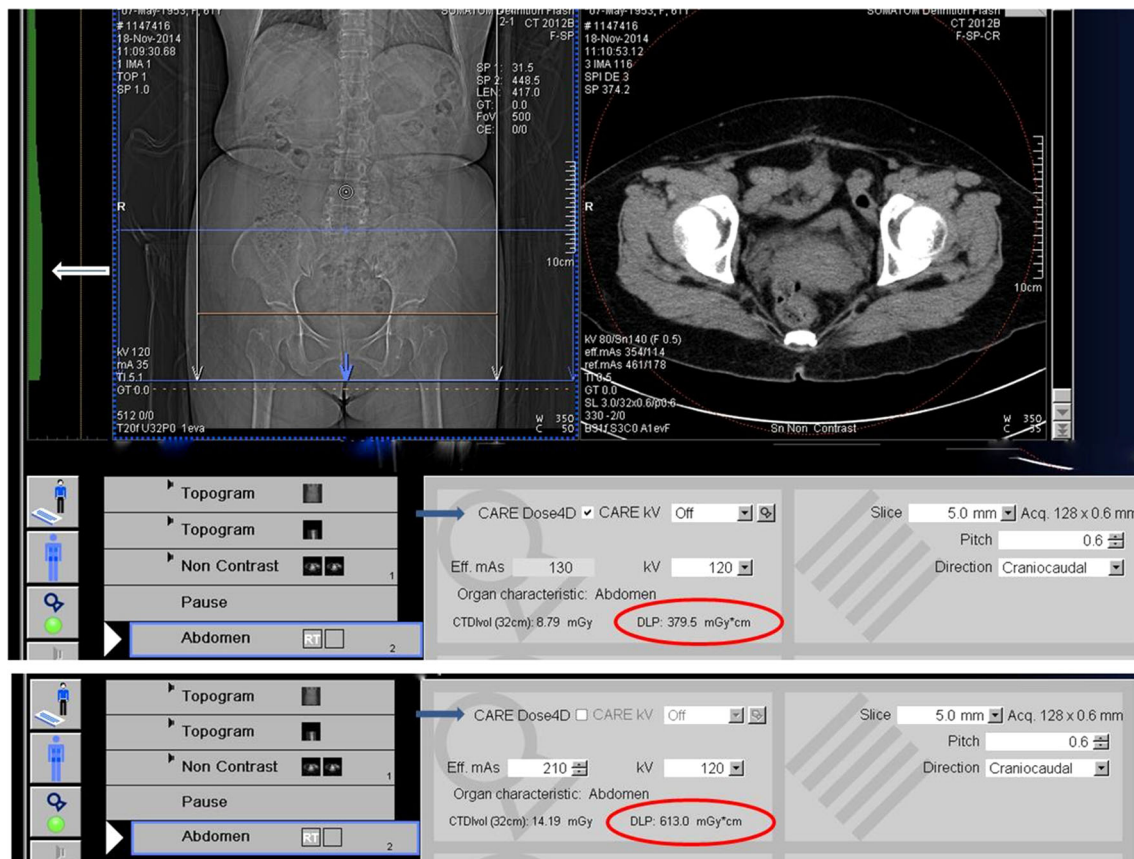 07-May-1953, F, 61Y
SOMATOM Definition Flash
2-1 CT 2012B
F-SP
# 1147416
18-Nov-2014
11:09:30.68
1 IMA 1
TOP 1
SP 1.0
SP 1: 31.5
SP 2: 448.5
LEN: 417.0
GT: 0.0
FoV: 500
CE: 0/0
R
10cm
kV 120
mA 35
TI 5.1
GT 0.0
512 0/0
T20f U32P0 1eva
W 350
C 50
07-May-1953, F, 61Y
SOMATOM Definition Flash
CT 2012B
F-SP-CR
# 1147416
18-Nov-2014
11:10:53.12
3 IMA 116
SPI DE 3
SP 374.2
R
10cm
kV 80/Sn140 (F 0.5)
eff.mAs 354/114
ref.mAs 461/178
TI 0.5
GT 0.0
SL 3.0/32x0.6/p0.6
330 -2/0
Sn Non Contrast
W 350
Topogram
Topogram
Non Contrast 1
Pause
Abdomen RT 2
CARE Dose4D CARE kV Off
Eff. mAs 130 kV 120
Organ characteristic: Abdomen
CTDIvol (32cm): 8.79 mGy DLP: 379.5 mGy*cm
Slice 5.0 mm Acq. 128 x 0.6 mm
Pitch 0.6
Direction Craniocaudal
Topogram
Topogram
Non Contrast 1
Pause
Abdomen RT 2
CARE Dose4D CARE kV Off
Eff. mAs 210 kV 120
Organ characteristic: Abdomen
CTDIvol (32cm): 14.19 mGy DLP: 613.0 mGy*cm
Slice 5.0 mm Acq. 128 x 0.6 mm
Pitch 0.6
Direction Craniocaudal